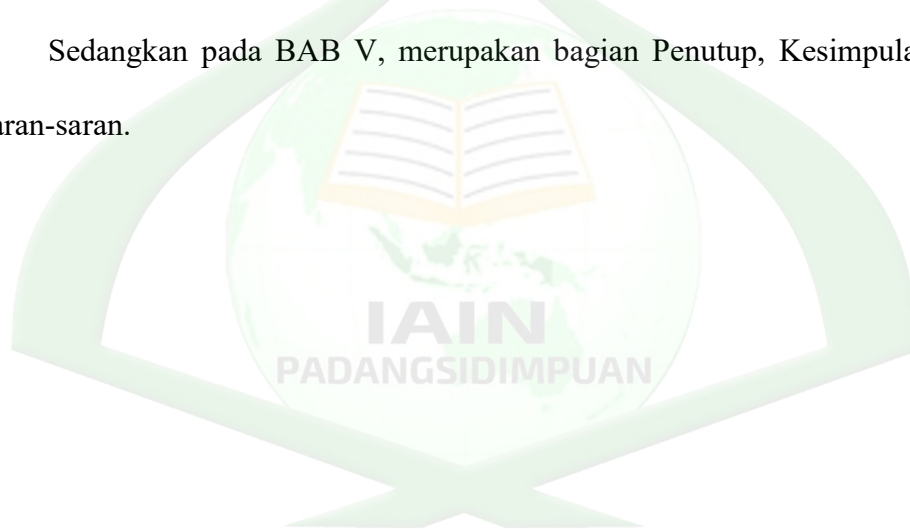 Sedangkan pada BAB V, merupakan bagian Penutup, Kesimpula
aran-saran.
IAIN
PADANGSIDIMPUAN